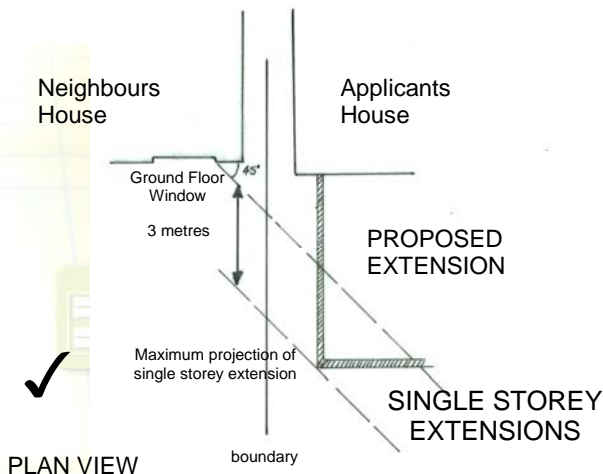 Neighbours
House
Applicants
House
Ground Floor
Window
45°
3 metres
PROPOSED
EXTENSION
Maximum projection of
single storey extension
SINGLE STOREY
EXTENSIONS
PLAN VIEW
boundary